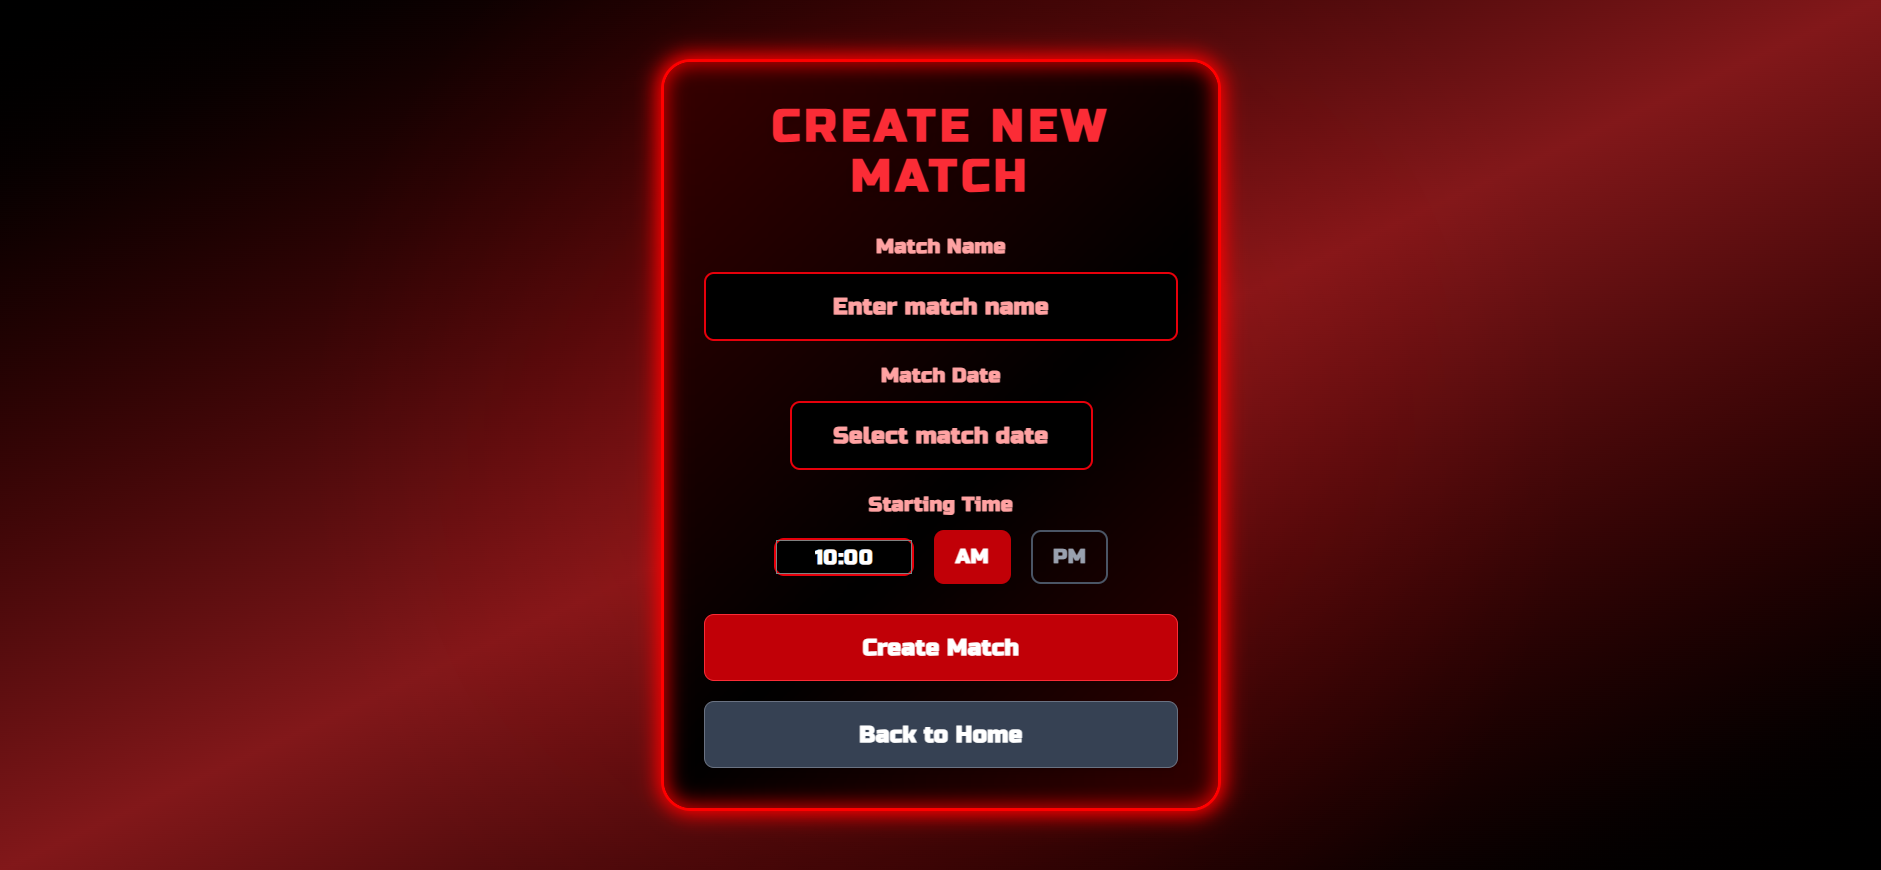 CREATE NEW
MATCH
Match Name
Enter match name
Match Date
Select match date
Starting Time
10:00 AM PM
Create Match
Back to Home